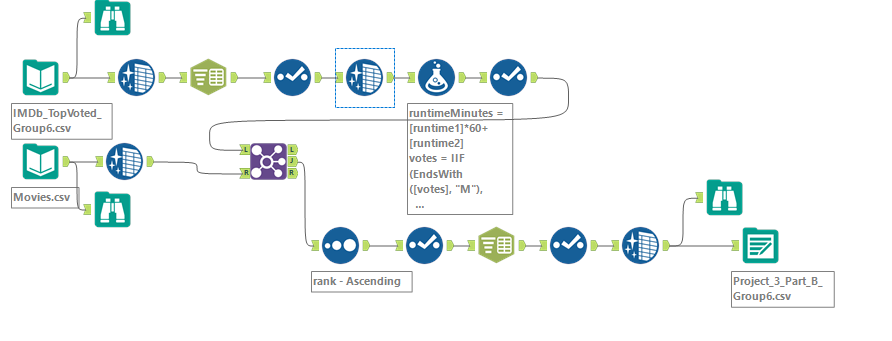 IMDb_TopVoted_
Group6.csv
runtimeMinutes =
[runtime1]*60+
[runtime2]
votes = IIF
(EndsWith
([votes], "M"),
...
Movies.csv
L
R
L
J
R
rank - Ascending
Project_3_Part_B_
Group6.csv